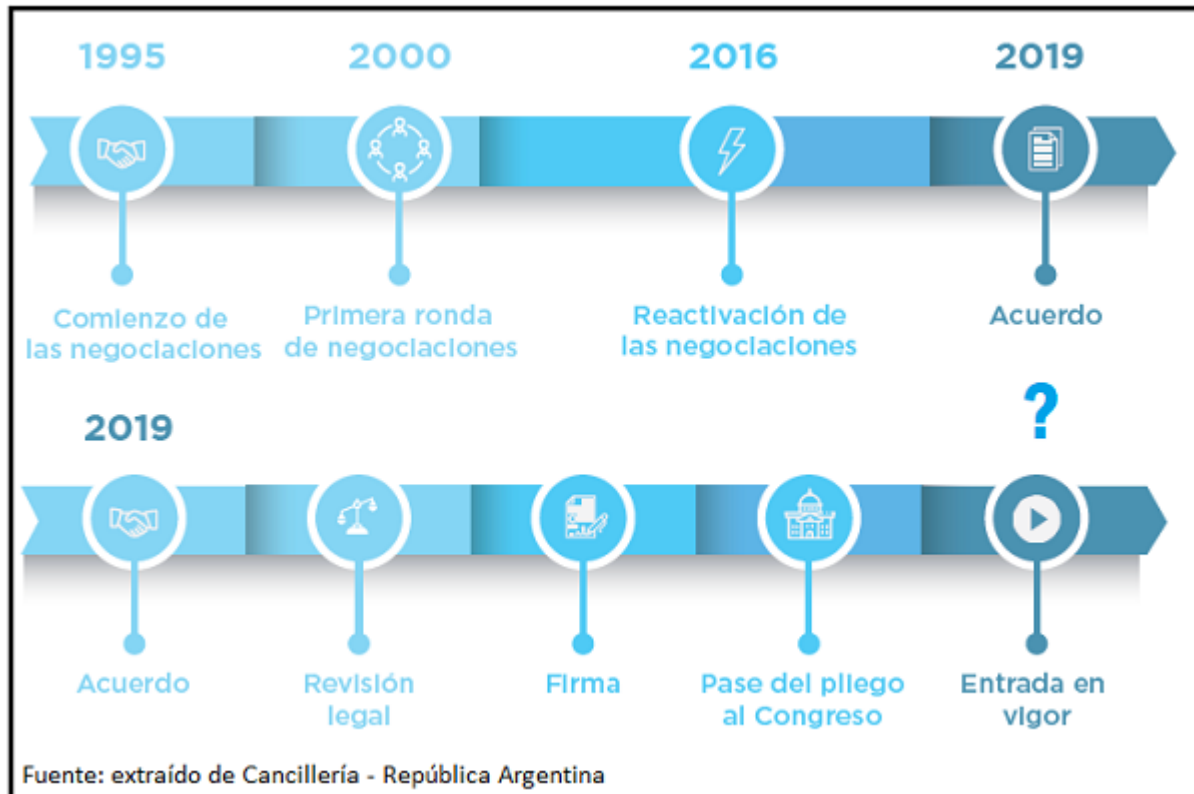 1995
2000
2016
2019
Comienzo de
las negociaciones
Primera ronda
de negociaciones
Reactivación de
las negociaciones
Acuerdo
2019
?
Acuerdo
Revisión
legal
Firma
Pase del pliego
al Congreso
Entrada en
vigor
Fuente: extraído de Cancillería - República Argentina